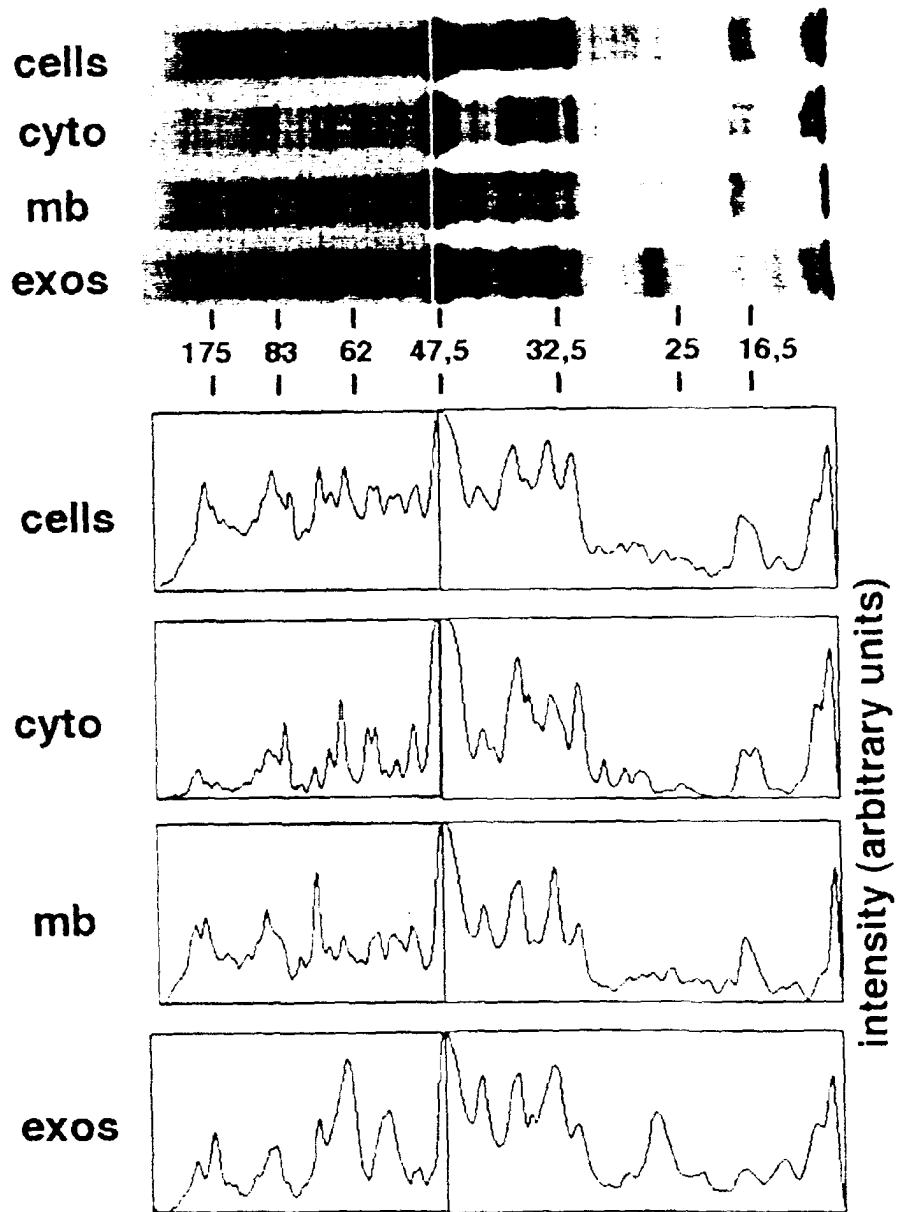 cells
cyto
mb
exos
175 83 62 47,5 32,5 25 16,5
cells
cyto
mb
exos
intensity (arbitrary units)